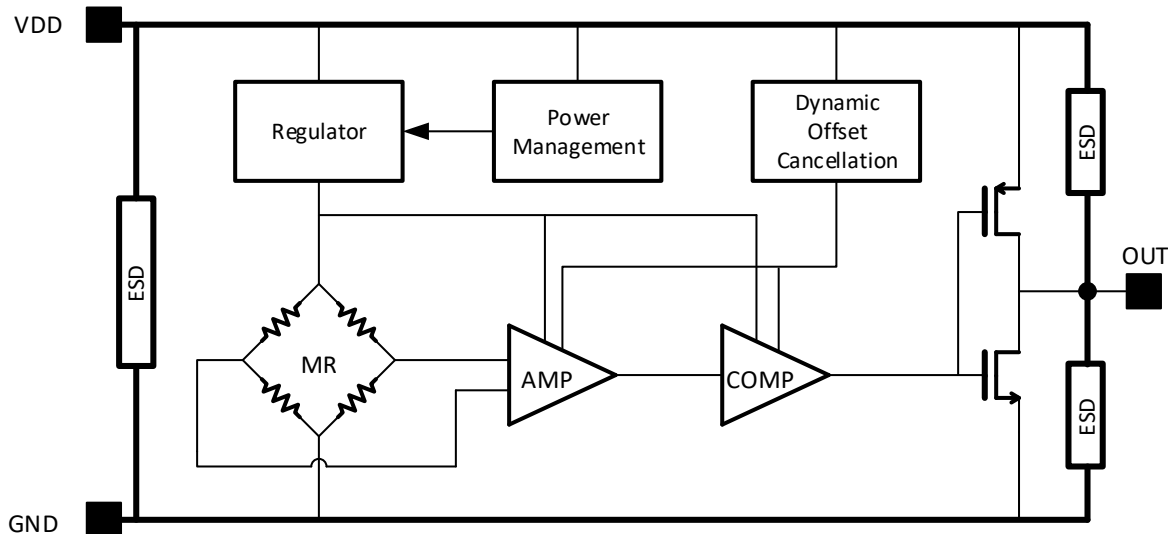 VDD
Regulator
Power
Management
Dynamic
Offset
Cancellation
ESD
ESD
OUT
MR
AMP
COMP
ESD
GND